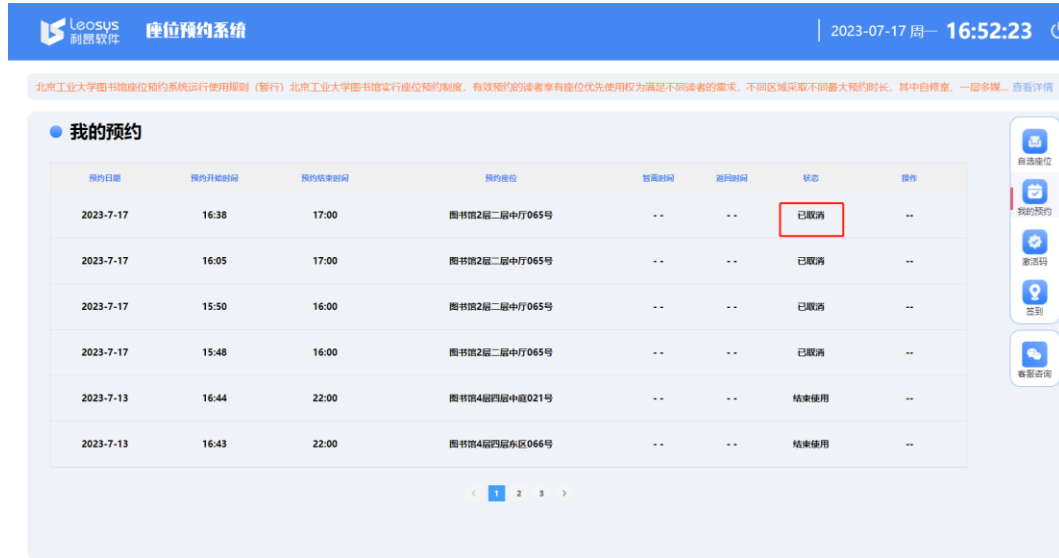 Leosys
利昂软件
座位预约系统
2023-07-17 周一 16:52:23
北京工业大学图书馆座位预约系统运行使用规则（暂行）北京工业大学图书馆实行座位预约制度，有效预约的读者享有座位优先使用权为满足不同读者的需求，不同区域采取不同最大预约时长，其中自修室、一层多媒... 查看详情
我的预约
预约日期 预约开始时间 预约结束时间 预约座位 暂离时间 返回时间 状态 操作
2023-7-17 16:38 17:00 图书馆2层二层中厅065号 - - - - 已取消 --
2023-7-17 16:05 17:00 图书馆2层二层中厅065号 - - - - 已取消 --
2023-7-17 15:50 16:00 图书馆2层二层中厅065号 - - - - 已取消 --
2023-7-17 15:48 16:00 图书馆2层二层中厅065号 - - - - 已取消 --
2023-7-13 16:44 22:00 图书馆4层四层中庭021号 - - - - 结束使用 --
2023-7-13 16:43 22:00 图书馆4层四层东区066号 - - - - 结束使用 --
< 1 2 3 >
自选座位
我的预约
激活码
签到
客服咨询